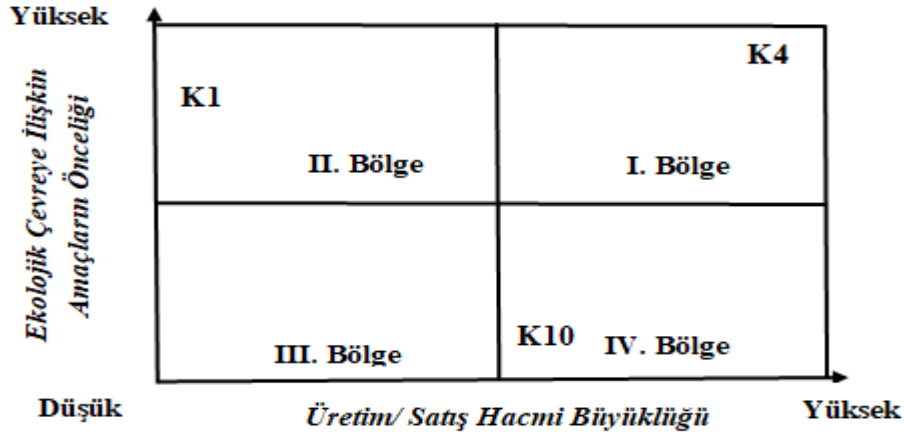 Yüksek
Ekolojik Çevreye İlişkin
Amaçların Önceliği
K1
K4
II. Bölge
I. Bölge
III. Bölge
K10
IV. Bölge
Düşük
Üretim/ Satış Hacmi Büyüklüğü
Yüksek